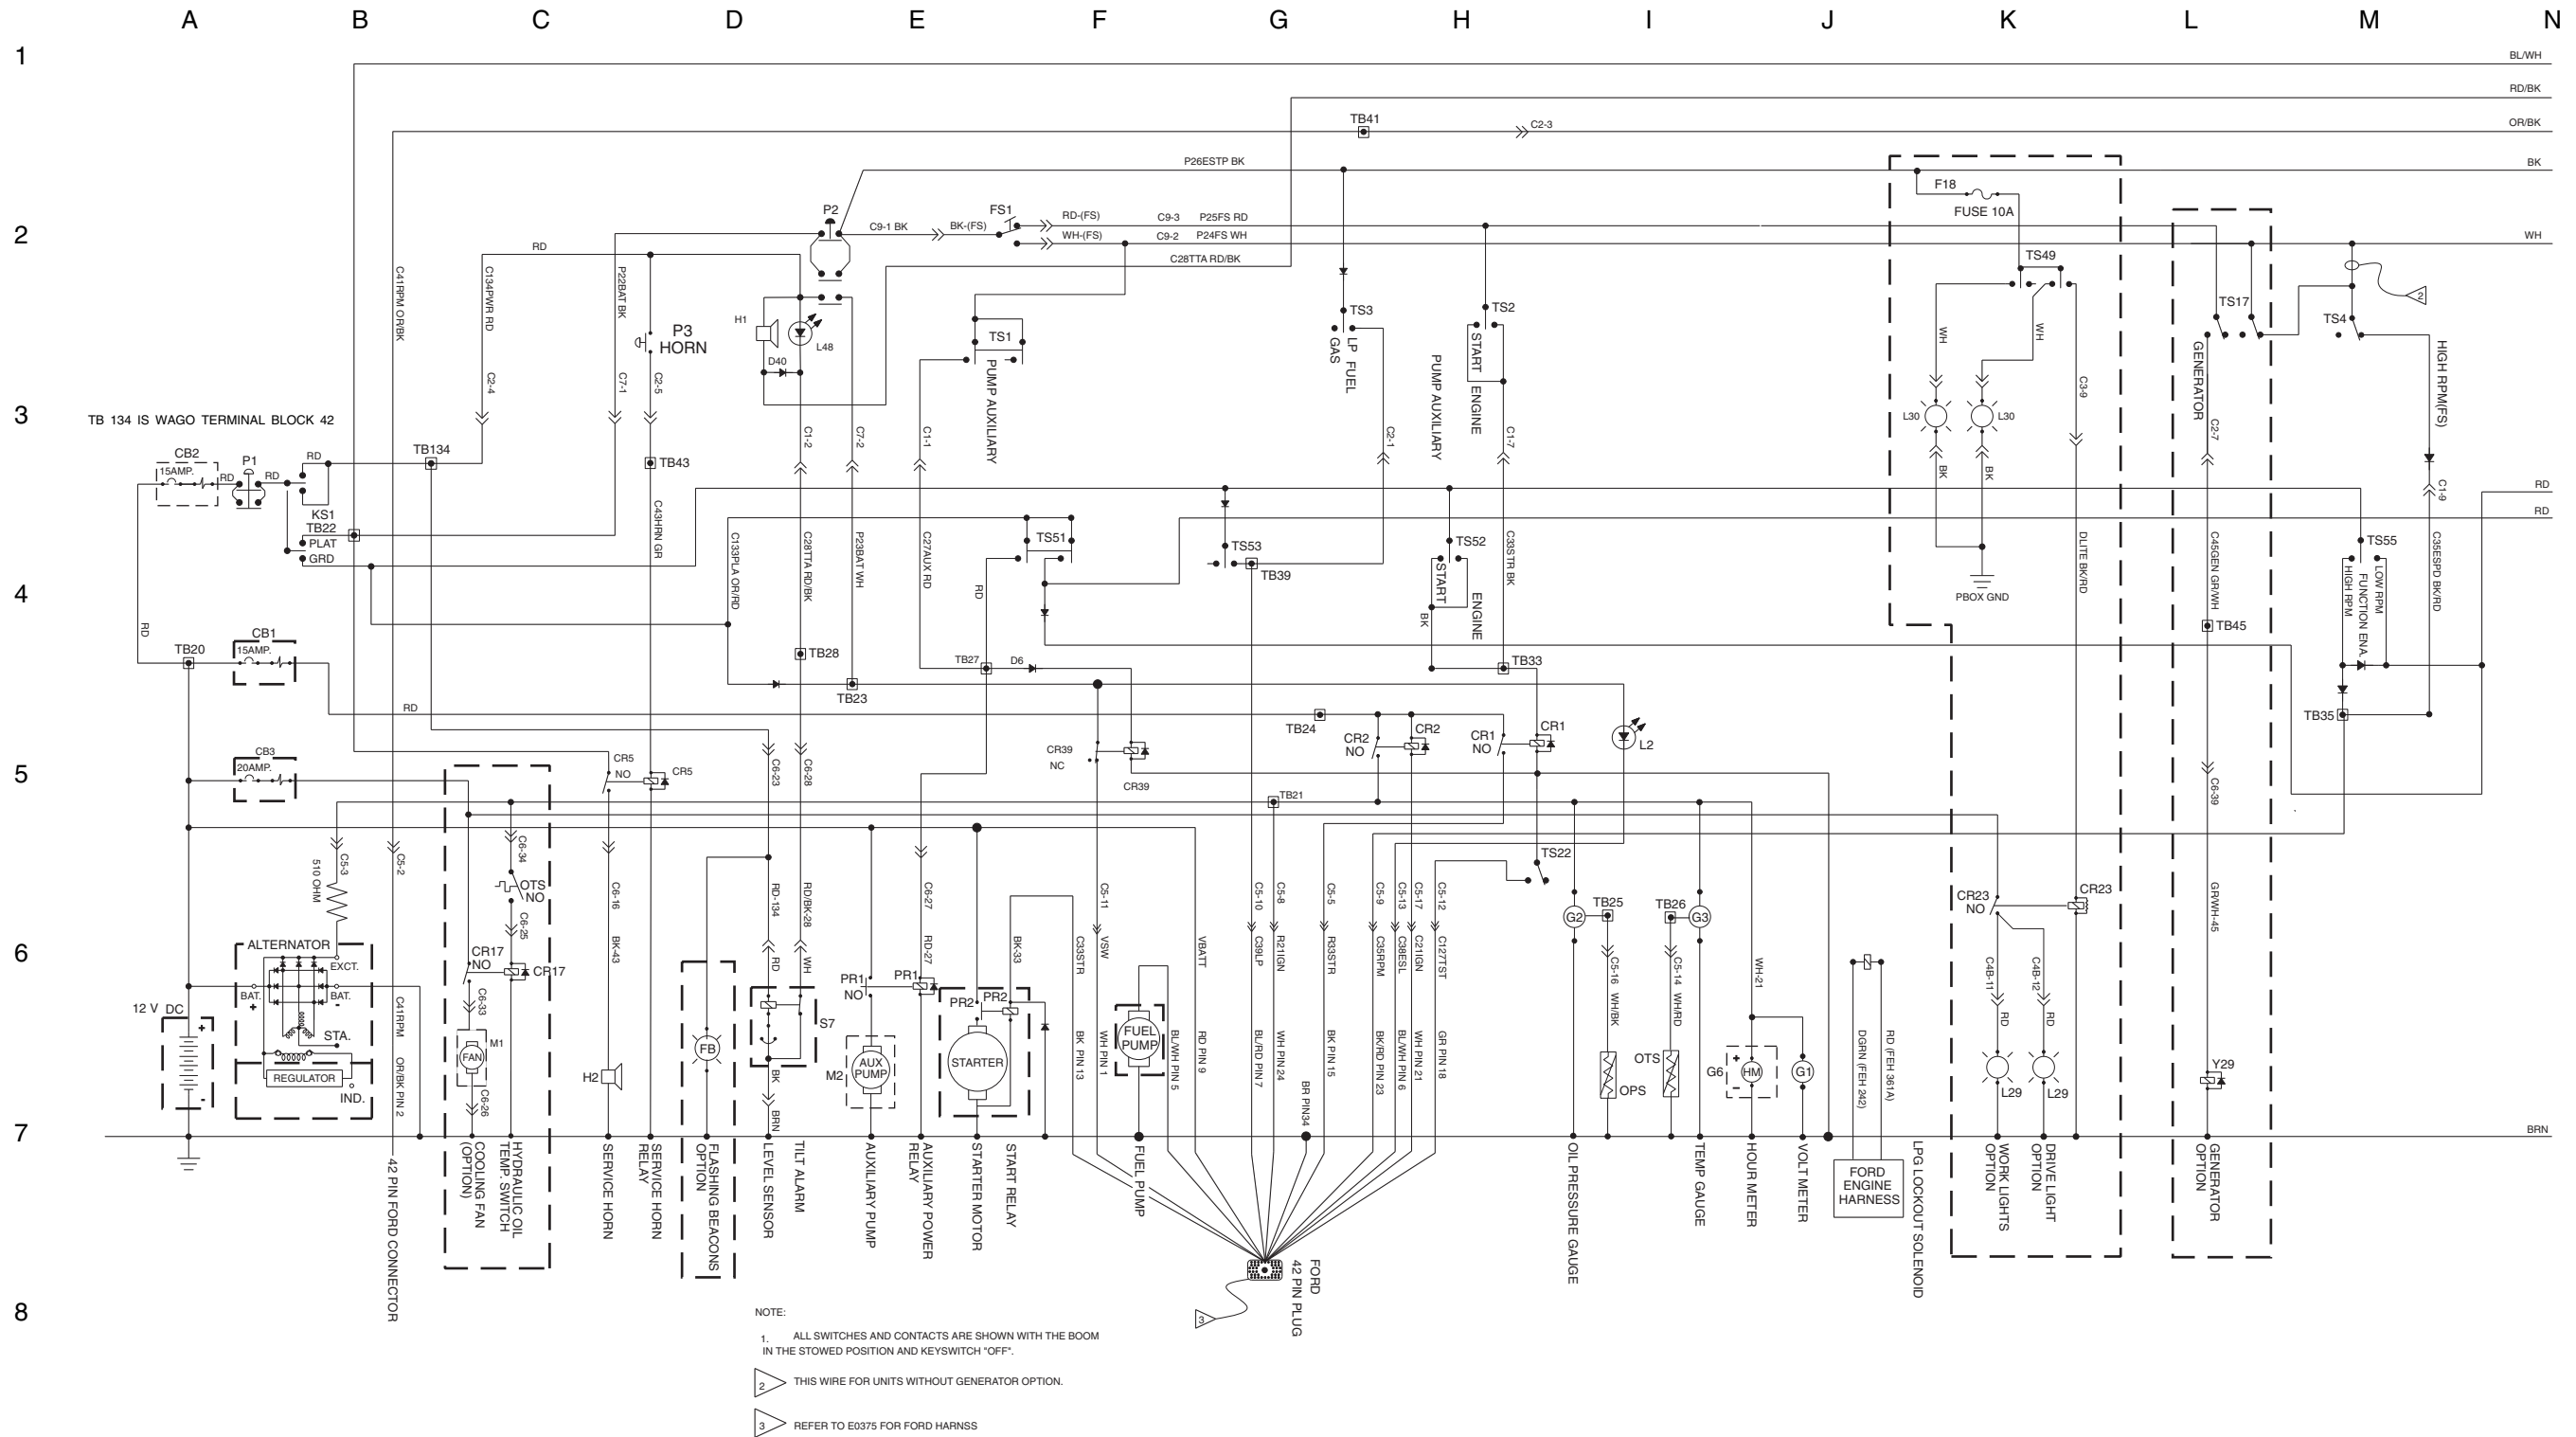 A B C D E F G H I J K L M N
1
BL/WH
RD/BK
TB41
C2-3
OR/BK
P26ESTP BK
BK
F18
FUSE 10A
2
P2
FS1
C9-1 BK
BK-(FS)
RD-(FS)
C9-3
P25FS RD
WH-(FS)
C9-2
P24FS WH
WH
RD
C28TTA RD/BK
TS49
C41RPM OR/BK
C134PWR RD
P22BAT BK
P3
HORN
H1
L48
D40
TS1
TS3
GAS
LP
FUEL
TS2
START
ENGINE
PUMP AUXILIARY
PUMP AUXILIARY
WH
WH
TS17
GENERATOR
TS4
2
HIGH RPM(FS)
C2-4
C7-1
C2-5
3
TB 134 IS WAGO TERMINAL BLOCK 42
C1-2
C7-2
C1-1
C2-1
C1-7
L30
L30
C3-9
C2-7
CB2
15AMP.
RD
P1
RD
RD
KS1
TB22
PLAT
GRD
TB134
TB43
C43HRN GR
BK
BK
C1-9
RD
RD
C133PLA OR/RD
C28TTA RD/BK
P23BAT WH
C27AUX RD
TS51
TS53
TB39
TS52
START
ENGINE
C33STR BK
DLITE BK/RD
C45GEN GR/WH
TS55
HIGH RPM
FUNCTION ENA.
LOW RPM
C35ESPD BK/RD
4
RD
BK
PBOX GND
RD
TB20
CB1
15AMP.
TB28
TB27
D6
TB33
TB45
TB23
RD
TB24
TB35
CR2
NO
CR2
CR1
NO
CR1
L2
CR39
NC
CR39
5
CB3
20AMP.
CR5
NO
CR5
C6-23
C6-28
TB21
C6-39
510 OHM
C5-3
C5-2
C6-34
OTS
NO
C6-25
C6-16
RD-134
RD/BK-28
C6-27
C5-11
C5-10
C5-8
C5-5
C5-9
C5-13
C5-17
C5-12
TS22
G2
TB25
TB26
G3
CR23
NO
CR23
GR/WH-45
6
ALTERNATOR
EXCT.
BAT.
+
BAT.
-
STA.
REGULATOR
IND.
12 V DC
+
-
C41RPM
OR/BK PIN 2
CR17
NO
CR17
C6-33
FAN
M1
C6-26
BK-43
H2
FB
RD
WH
S7
BK
BRN
PR1
NO
PR1
RD-27
M2
AUX
PUMP
BK-33
PR2
PR2
STARTER
C33STR
BK PIN 13
VSW
WH PIN 1
FUEL
PUMP
BL/WH PIN 5
VBATT
RD PIN 9
C39LP
BL/RD PIN 7
R21IGN
WH PIN24
BR PIN34
R33STR
BK PIN 15
C35RPM
BK/RD PIN 23
C38ESL
BL/WH PIN 6
C21IGN
WH PIN 21
C127TST
GR PIN 18
C5-16
WH/BK
OPS
C5-14
WH/RD
OTS
WH-21
G6
+
HM
-
G1
DGRN (FEH 242)
RD (FEH 361A)
C4B-11
C4B-12
RD
RD
L29
L29
Y29
7
BRN
42 PIN FORD CONNECTOR
COOLING FAN
(OPTION)
HYDRAULIC OIL
TEMP. SWITCH
SERVICE HORN
SERVICE HORN
RELAY
FLASHING BEACONS
OPTION
LEVEL SENSOR
TILT ALARM
AUXILIARY PUMP
AUXILIARY POWER
RELAY
STARTER MOTOR
START RELAY
FUEL PUMP
FORD
42 PIN PLUG
OIL PRESSURE GAUGE
TEMP GAUGE
HOUR METER
VOLT METER
FORD
ENGINE
HARNESS
LPG LOCKOUT SOLENOID
WORK LIGHTS
OPTION
DRIVE LIGHT
OPTION
GENERATOR
OPTION
8
3
NOTE:
1. ALL SWITCHES AND CONTACTS ARE SHOWN WITH THE BOOM
IN THE STOWED POSITION AND KEYSWITCH "OFF".
2 THIS WIRE FOR UNITS WITHOUT GENERATOR OPTION.
3 REFER TO E0375 FOR FORD HARNSS